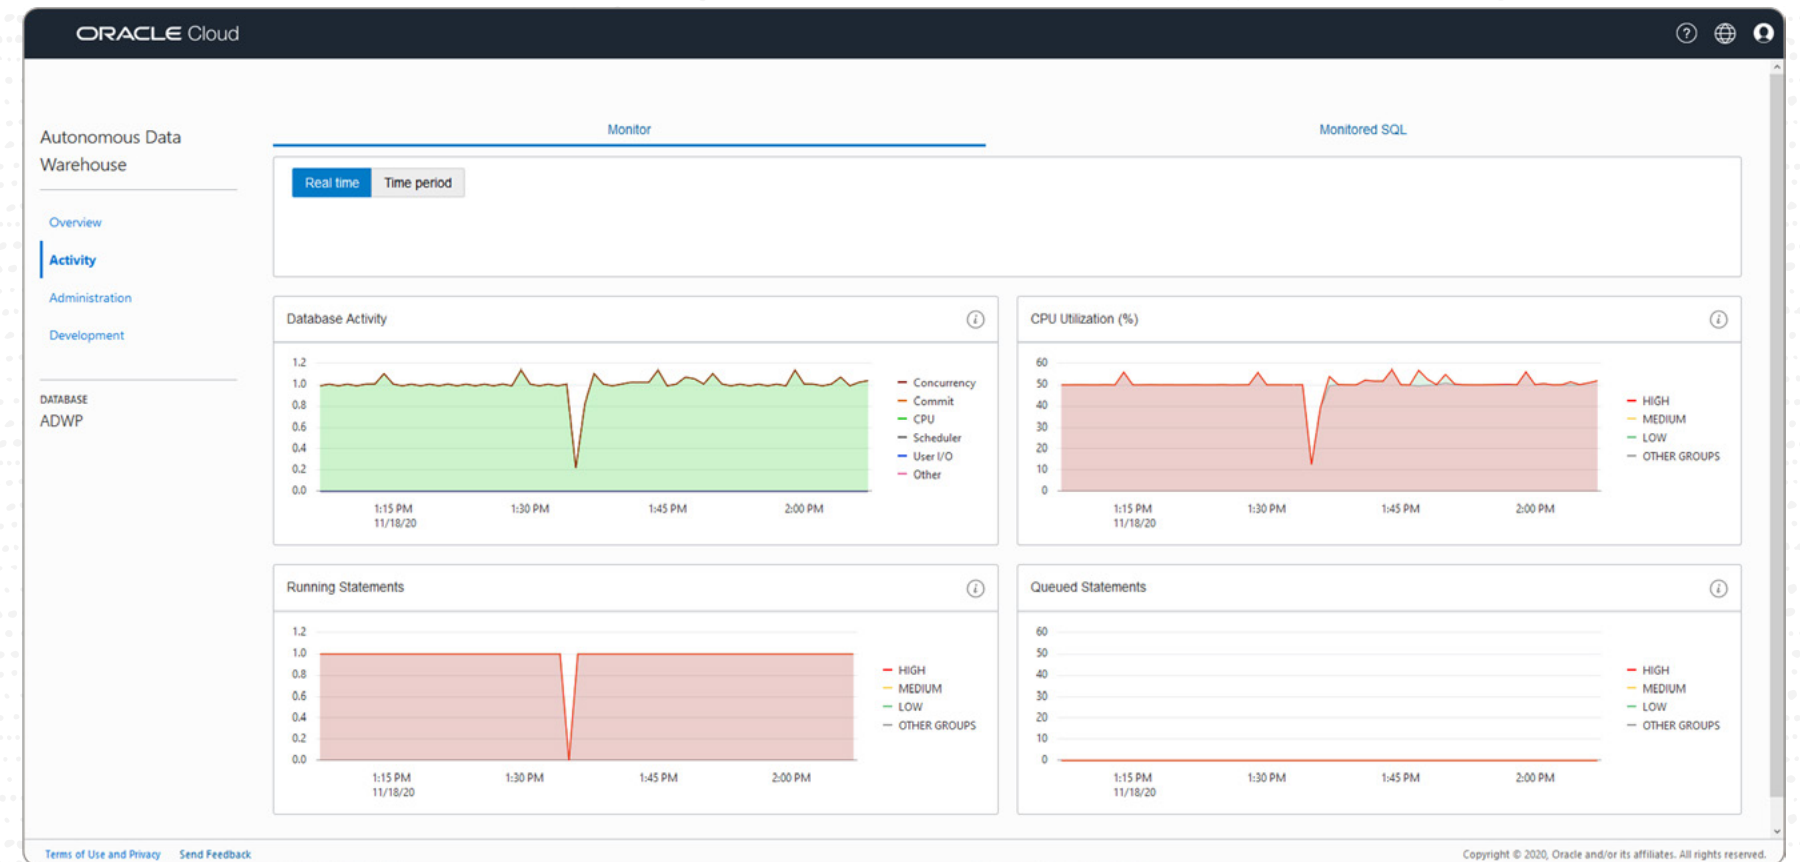 ORACLE Cloud
Autonomous Data
Warehouse
Overview
Activity
Administration
Development
DATABASE
ADWP
Monitor
Monitored SQL
Real time
Time period
Database Activity
1.2
1.0
0.8
0.6
0.4
0.2
0.0
1:15 PM
11/18/20
1:30 PM
1:45 PM
2:00 PM
Concurrency
Commit
CPU
Scheduler
User I/O
Other
CPU Utilization (%)
60
50
40
30
20
10
0
1:15 PM
11/18/20
1:30 PM
1:45 PM
2:00 PM
HIGH
MEDIUM
LOW
OTHER GROUPS
Running Statements
1.2
1.0
0.8
0.6
0.4
0.2
0.0
1:15 PM
11/18/20
1:30 PM
1:45 PM
2:00 PM
HIGH
MEDIUM
LOW
OTHER GROUPS
Queued Statements
60
50
40
30
20
10
0
1:15 PM
11/18/20
1:30 PM
1:45 PM
2:00 PM
HIGH
MEDIUM
LOW
OTHER GROUPS
Terms of Use and Privacy
Send Feedback
Copyright © 2020, Oracle and/or its affiliates. All rights reserved.